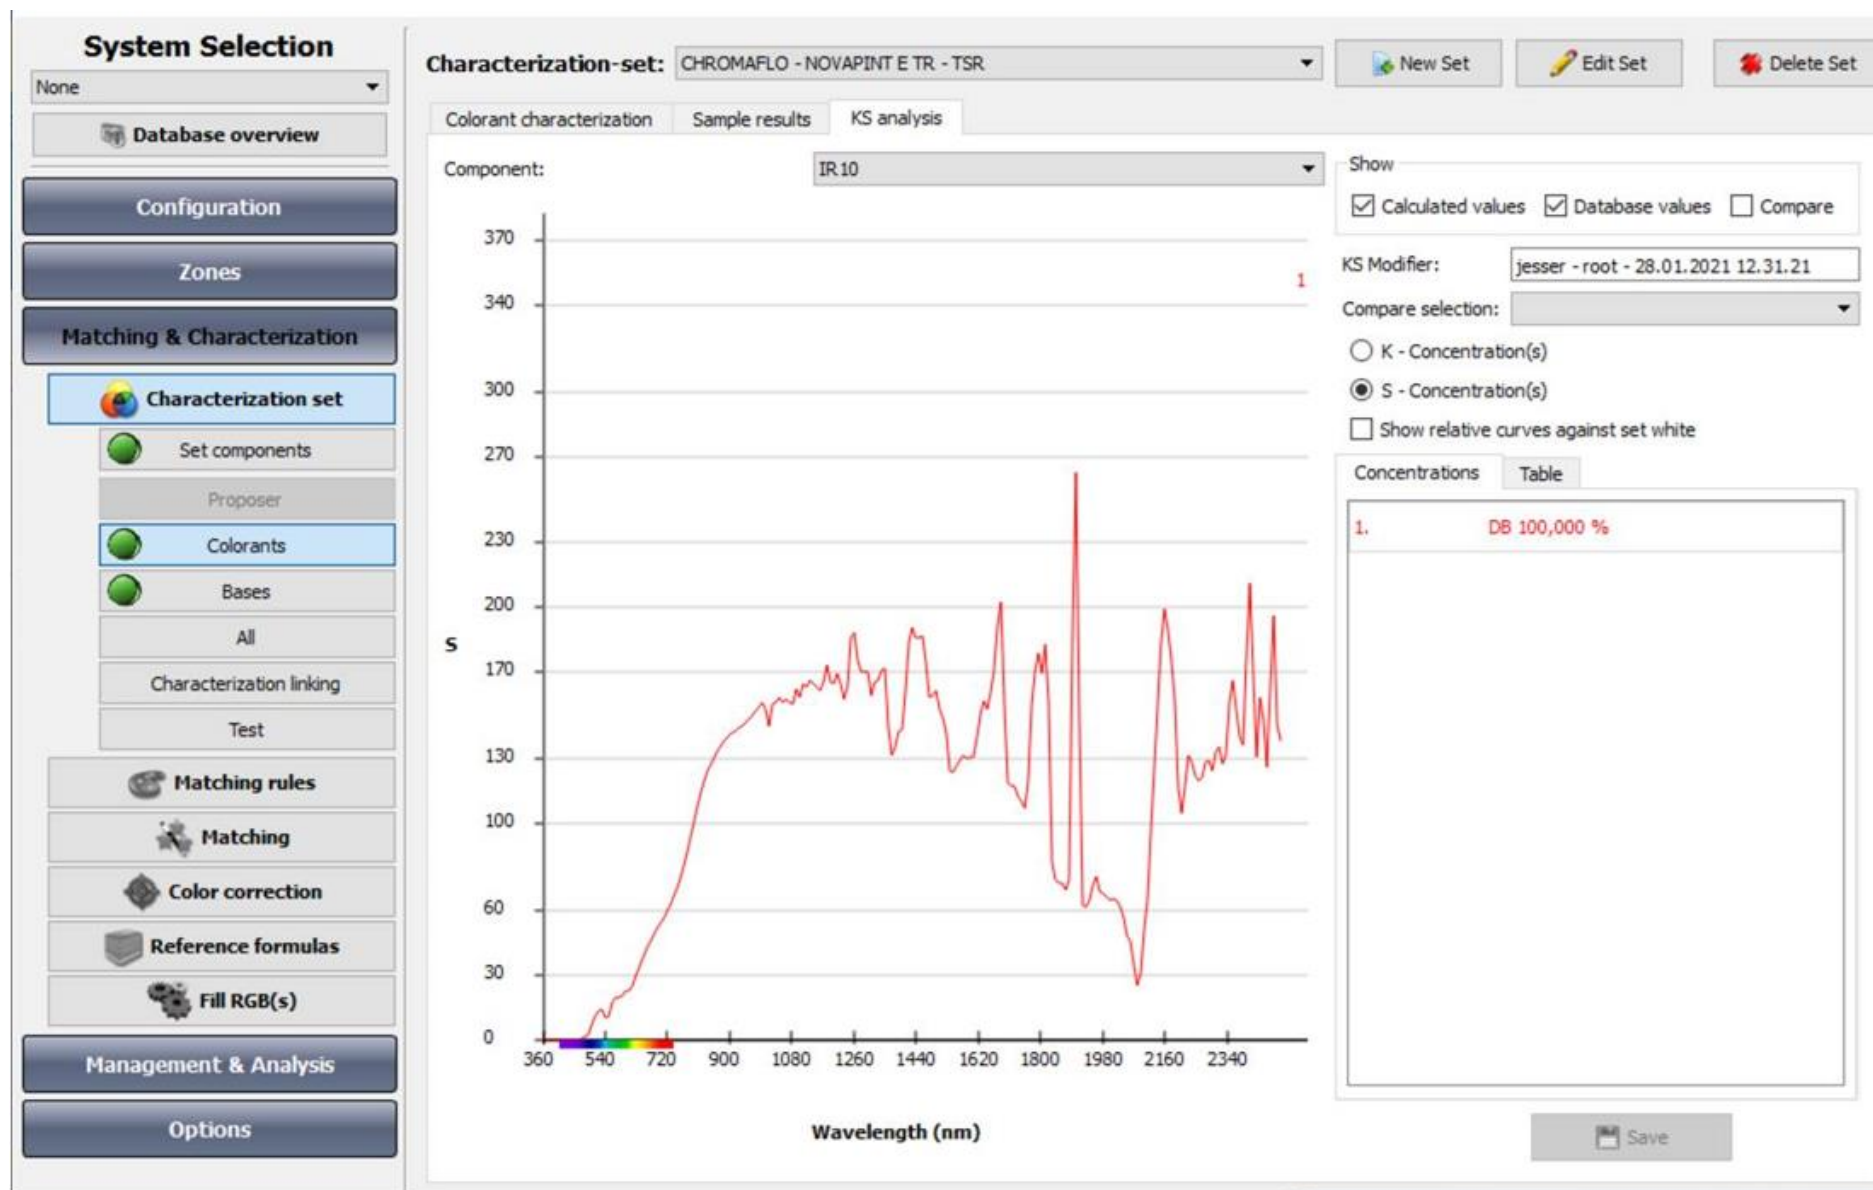 System Selection
None
Database overview
Configuration
Zones
Matching & Characterization
Characterization set
Set components
Proposer
Colorants
Bases
All
Characterization linking
Test
Matching rules
Matching
Color correction
Reference formulas
Fill RGB(s)
Management & Analysis
Options
Characterization-set: CHROMAFLO - NOVAPINT E TR - TSR
New Set Edit Set Delete Set
Colorant characterization Sample results KS analysis
Component: IR10
370
340
300
270
230
200
170
130
100
60
30
0
S
1
360 540 720 900 1080 1260 1440 1620 1800 1980 2160 2340
Wavelength (nm)
Show
Calculated values Database values Compare
KS Modifier: jesser - root - 28.01.2021 12.31.21
Compare selection:
K - Concentration(s)
S - Concentration(s)
Show relative curves against set white
Concentrations Table
1. DB 100,000 %
Save